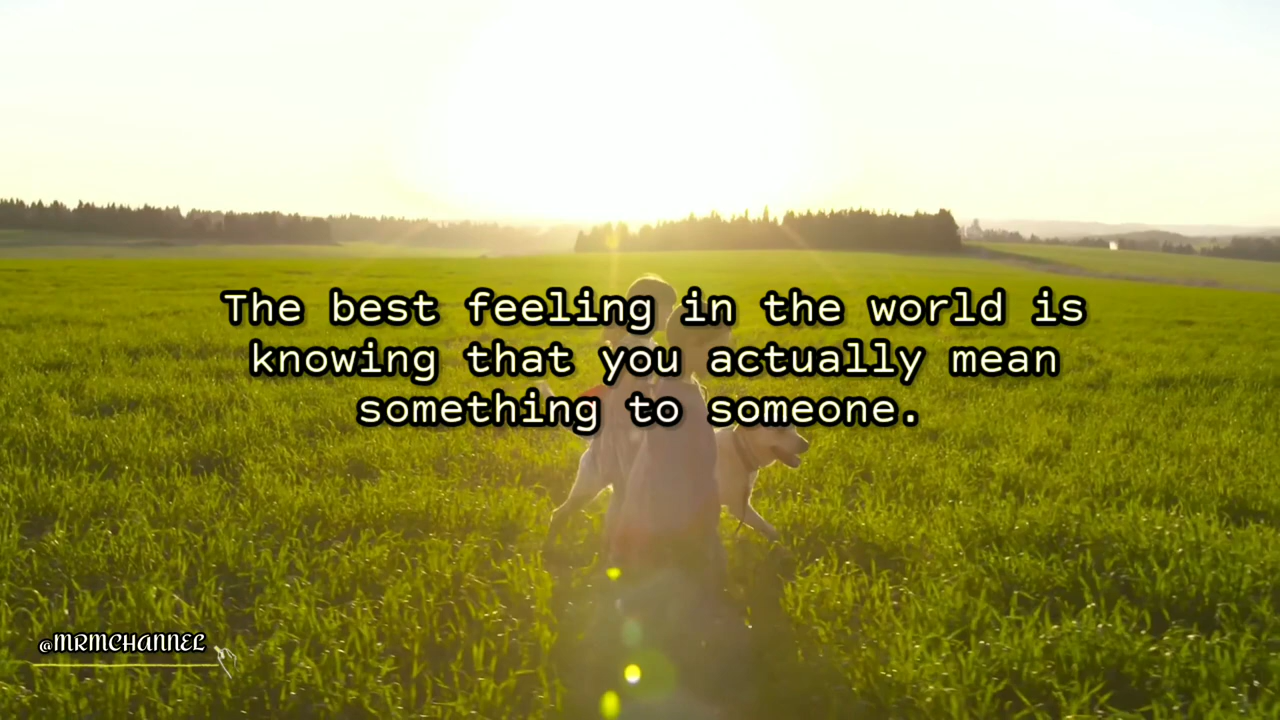 The best feeling in the world is
knowing that you actually mean
something to someone.
@MRMCHANNEL